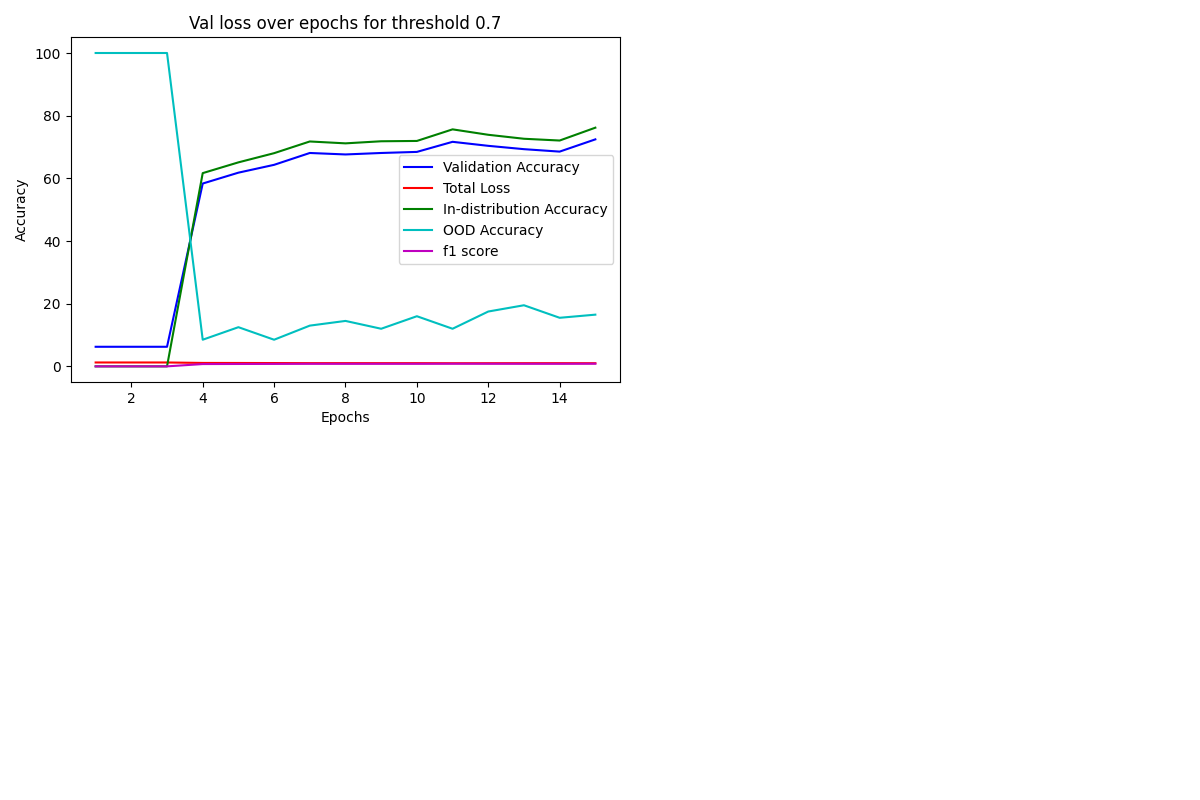 Val loss over epochs for threshold 0.7
Accuracy
100
80
60
40
20
0
Validation Accuracy
Total Loss
In-distribution Accuracy
OOD Accuracy
f1 score
2 4 6 8 10 12 14
Epochs